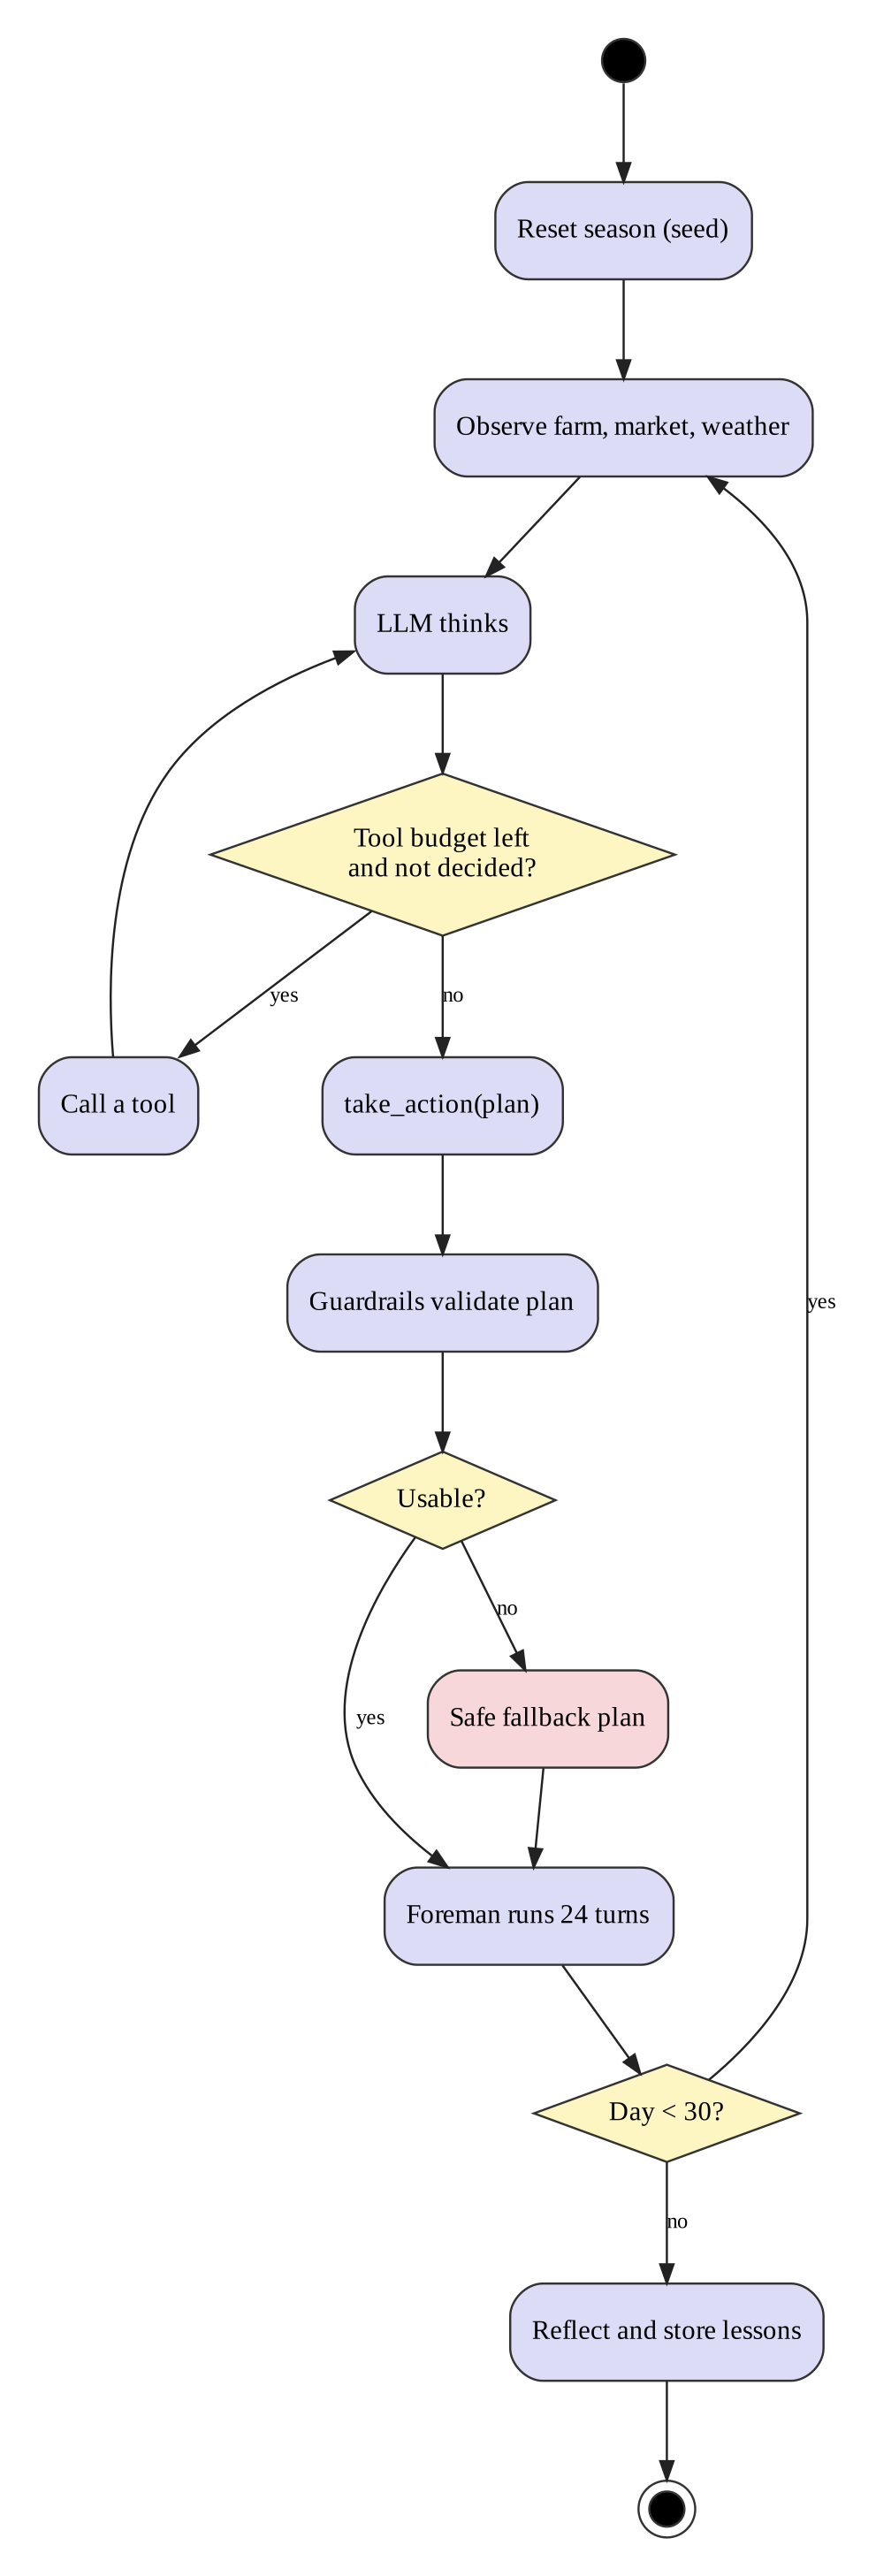 Reset season (seed)
Observe farm, market, weather
LLM thinks
Tool budget left
and not decided?
yes
no
Call a tool
take_action(plan)
Guardrails validate plan
yes
Usable?
no
Safe fallback plan
yes
Foreman runs 24 turns
Day < 30?
no
Reflect and store lessons